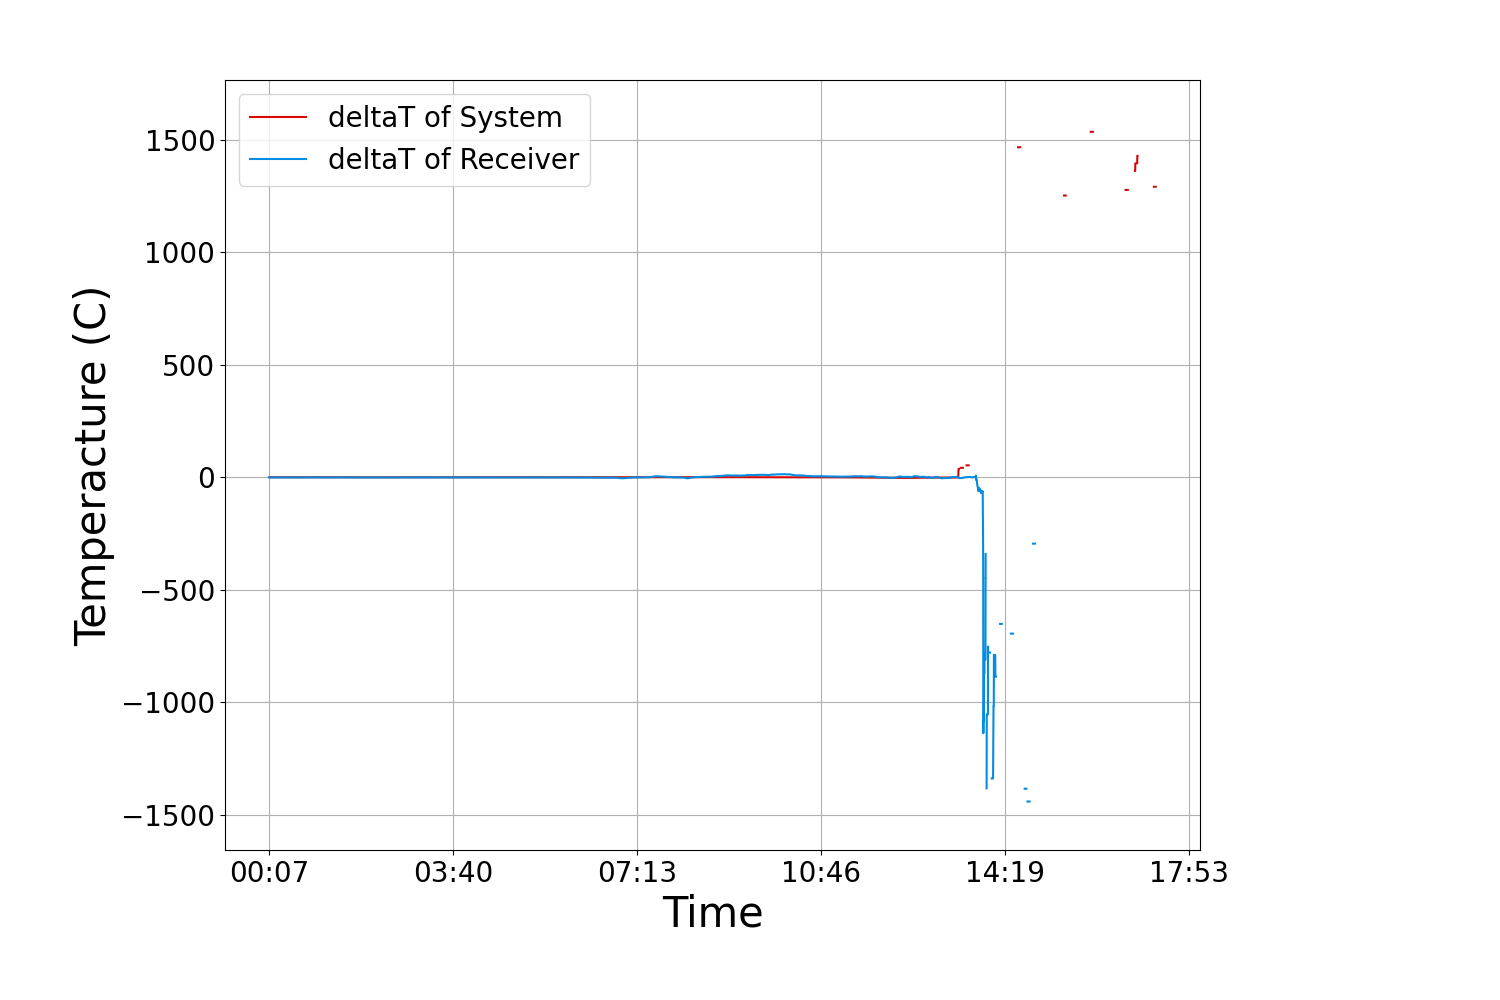 deltaT of System
deltaT of Receiver
1500
1000
500
0
−500
−1000
−1500
Temperacture (C)
00:07 03:40 07:13 10:46 14:19 17:53
Time